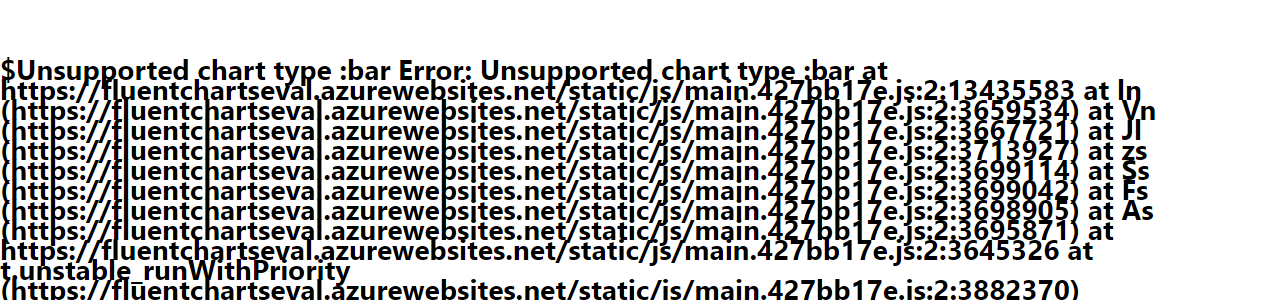 $Unsupported chart type :bar Error: Unsupported chart type :bar at
https://fluentchartseval.azurewebsites.net/static/js/main.427bb17e.js:2:13435583 at ln
(https://fluentchartseval.azurewebsites.net/static/js/main.427bb17e.js:2:3659534) at Vn
(https://fluentchartseval.azurewebsites.net/static/js/main.427bb17e.js:2:3667721) at Jl
(https://fluentchartseval.azurewebsites.net/static/js/main.427bb17e.js:2:3713927) at zs
(https://fluentchartseval.azurewebsites.net/static/js/main.427bb17e.js:2:3699114) at Ss
(https://fluentchartseval.azurewebsites.net/static/js/main.427bb17e.js:2:3699042) at Fs
(https://fluentchartseval.azurewebsites.net/static/js/main.427bb17e.js:2:3698905) at As
(https://fluentchartseval.azurewebsites.net/static/js/main.427bb17e.js:2:3695871) at
https://fluentchartseval.azurewebsites.net/static/js/main.427bb17e.js:2:3645326 at
t.unstable_runWithPriority
(https://fluentchartseval.azurewebsites.net/static/js/main.427bb17e.js:2:3882370)